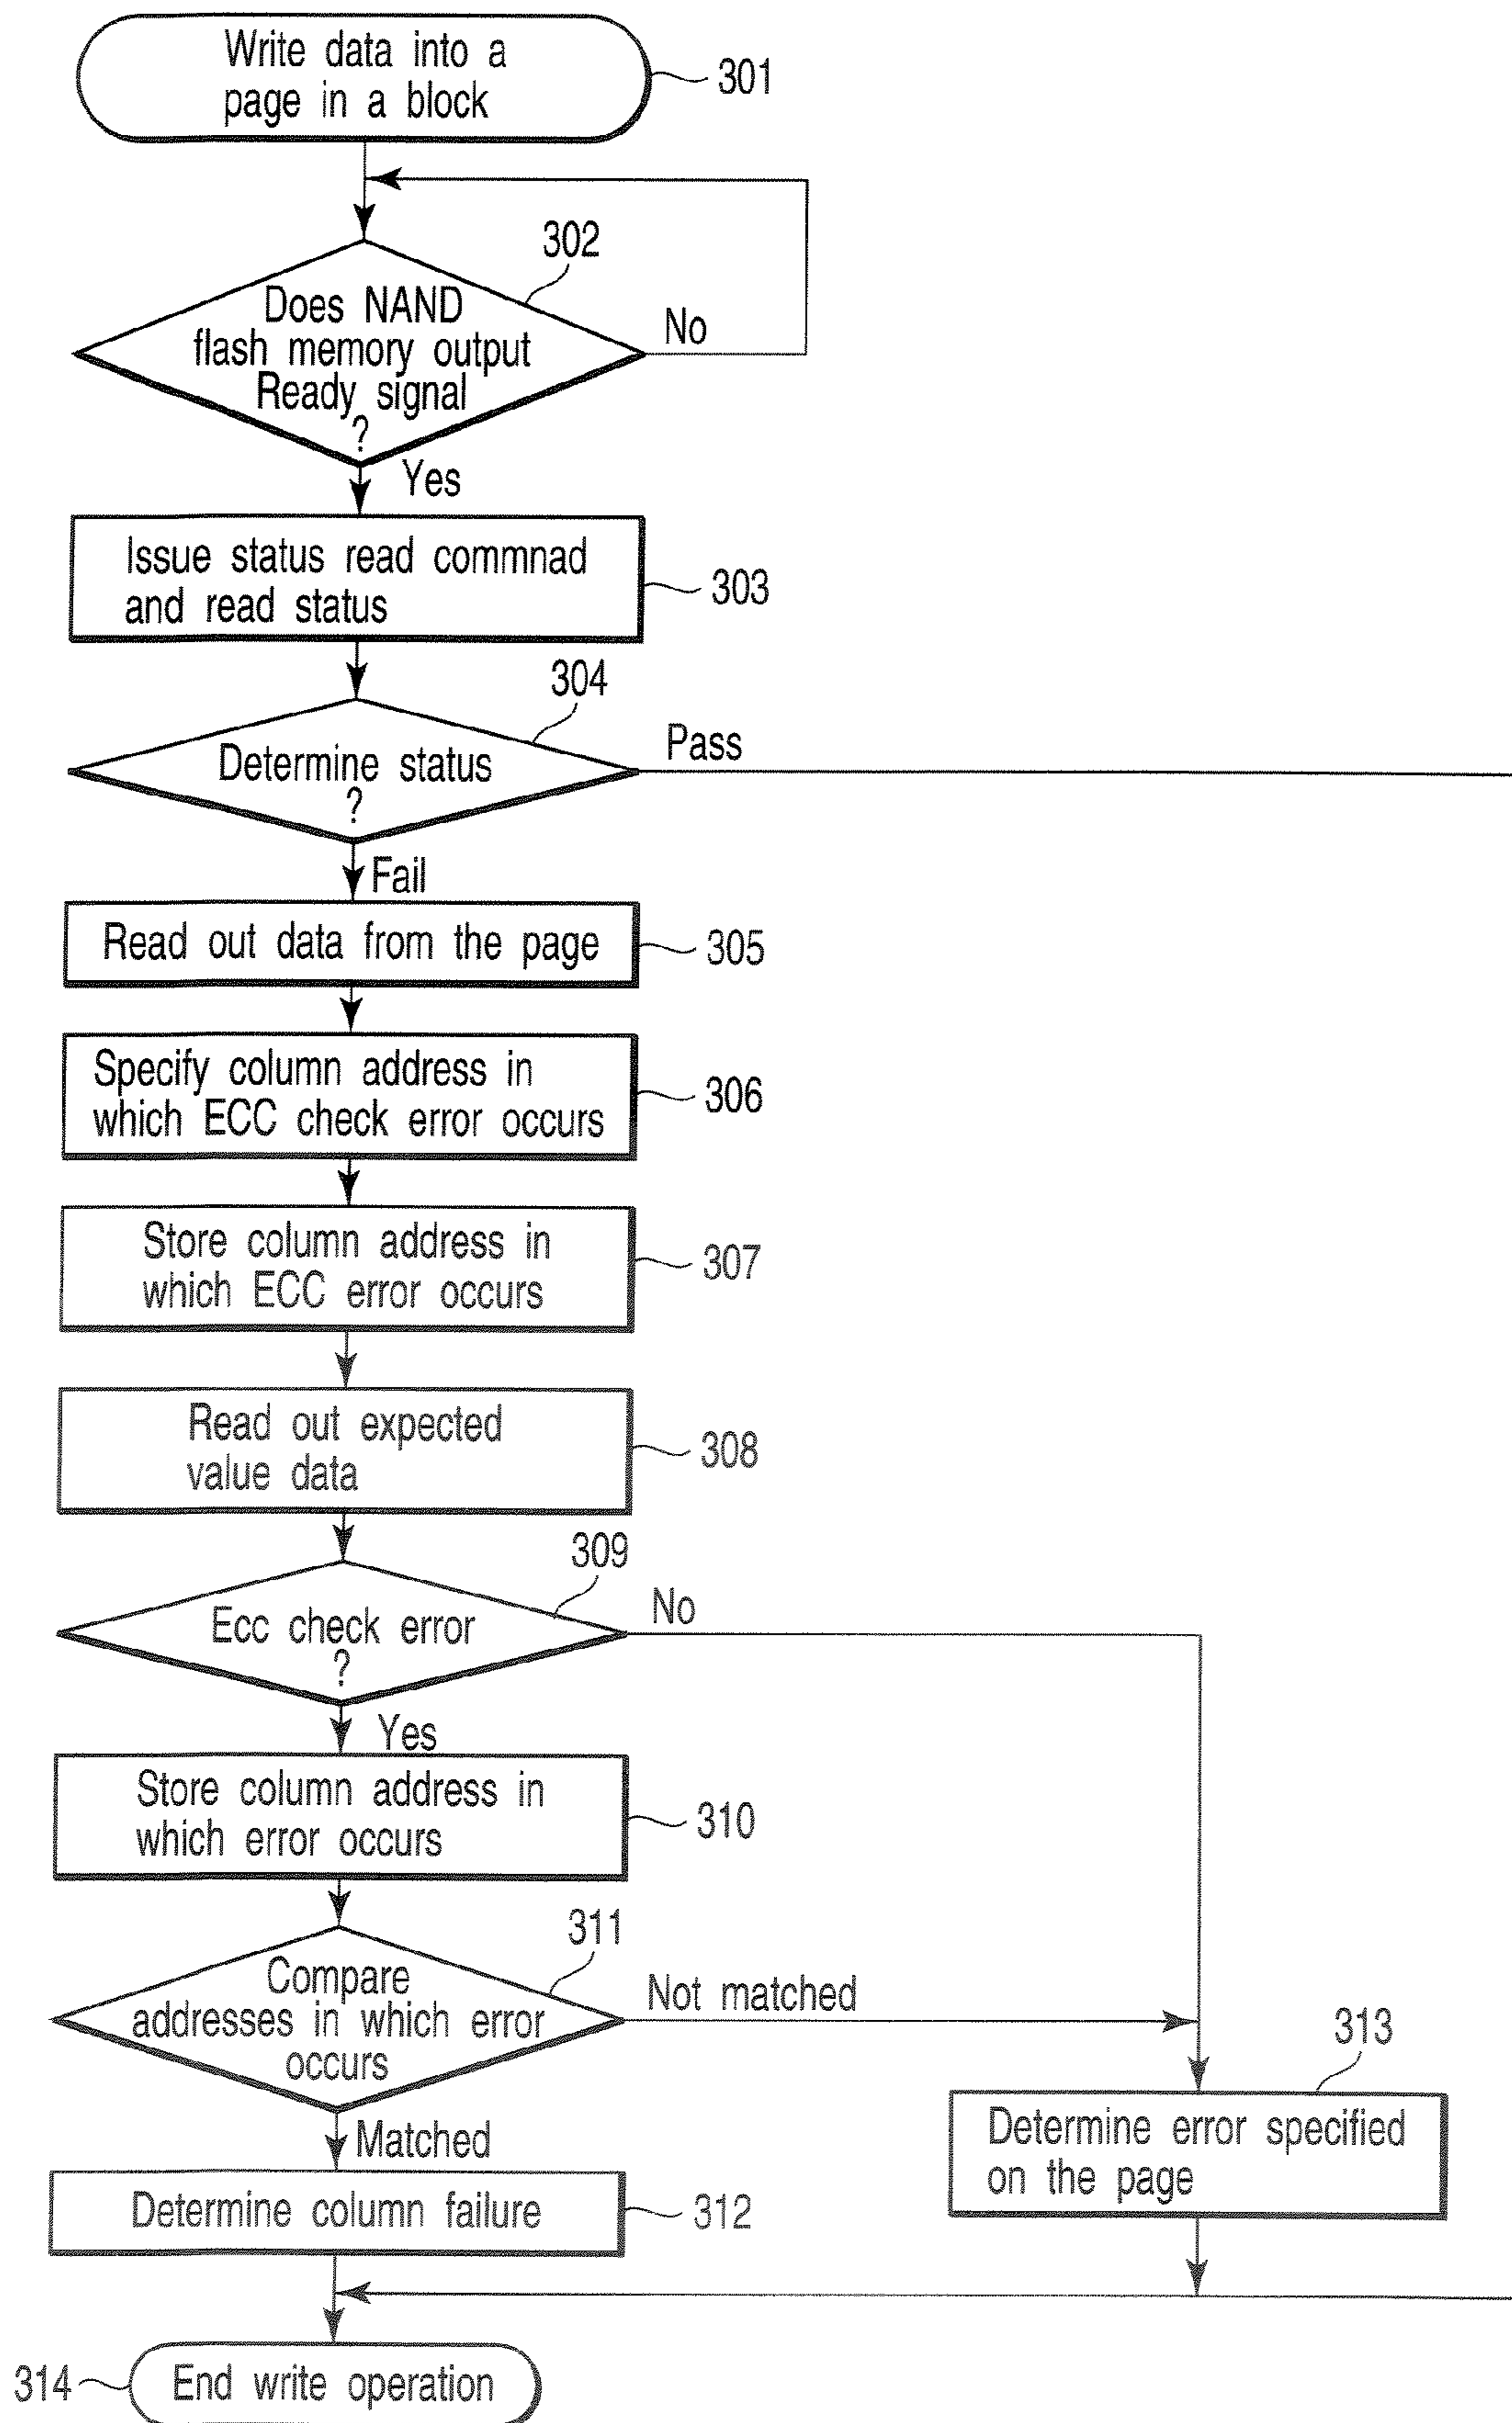 Write data into a
page in a block
301
302
Does NAND
flash memory output
Ready signal
?
No
Yes
Issue status read commnad
and read status
303
304
Determine status
?
Pass
Fail
Read out data from the page
305
Specify column address in
which ECC check error occurs
306
Store column address in
which ECC error occurs
307
Read out expected
value data
308
309
Ecc check error
?
No
Yes
Store column address in
which error occurs
310
311
Compare
addresses in which error
occurs
Not matched
Matched
313
Determine error specified
on the page
Determine column failure
312
314
End write operation